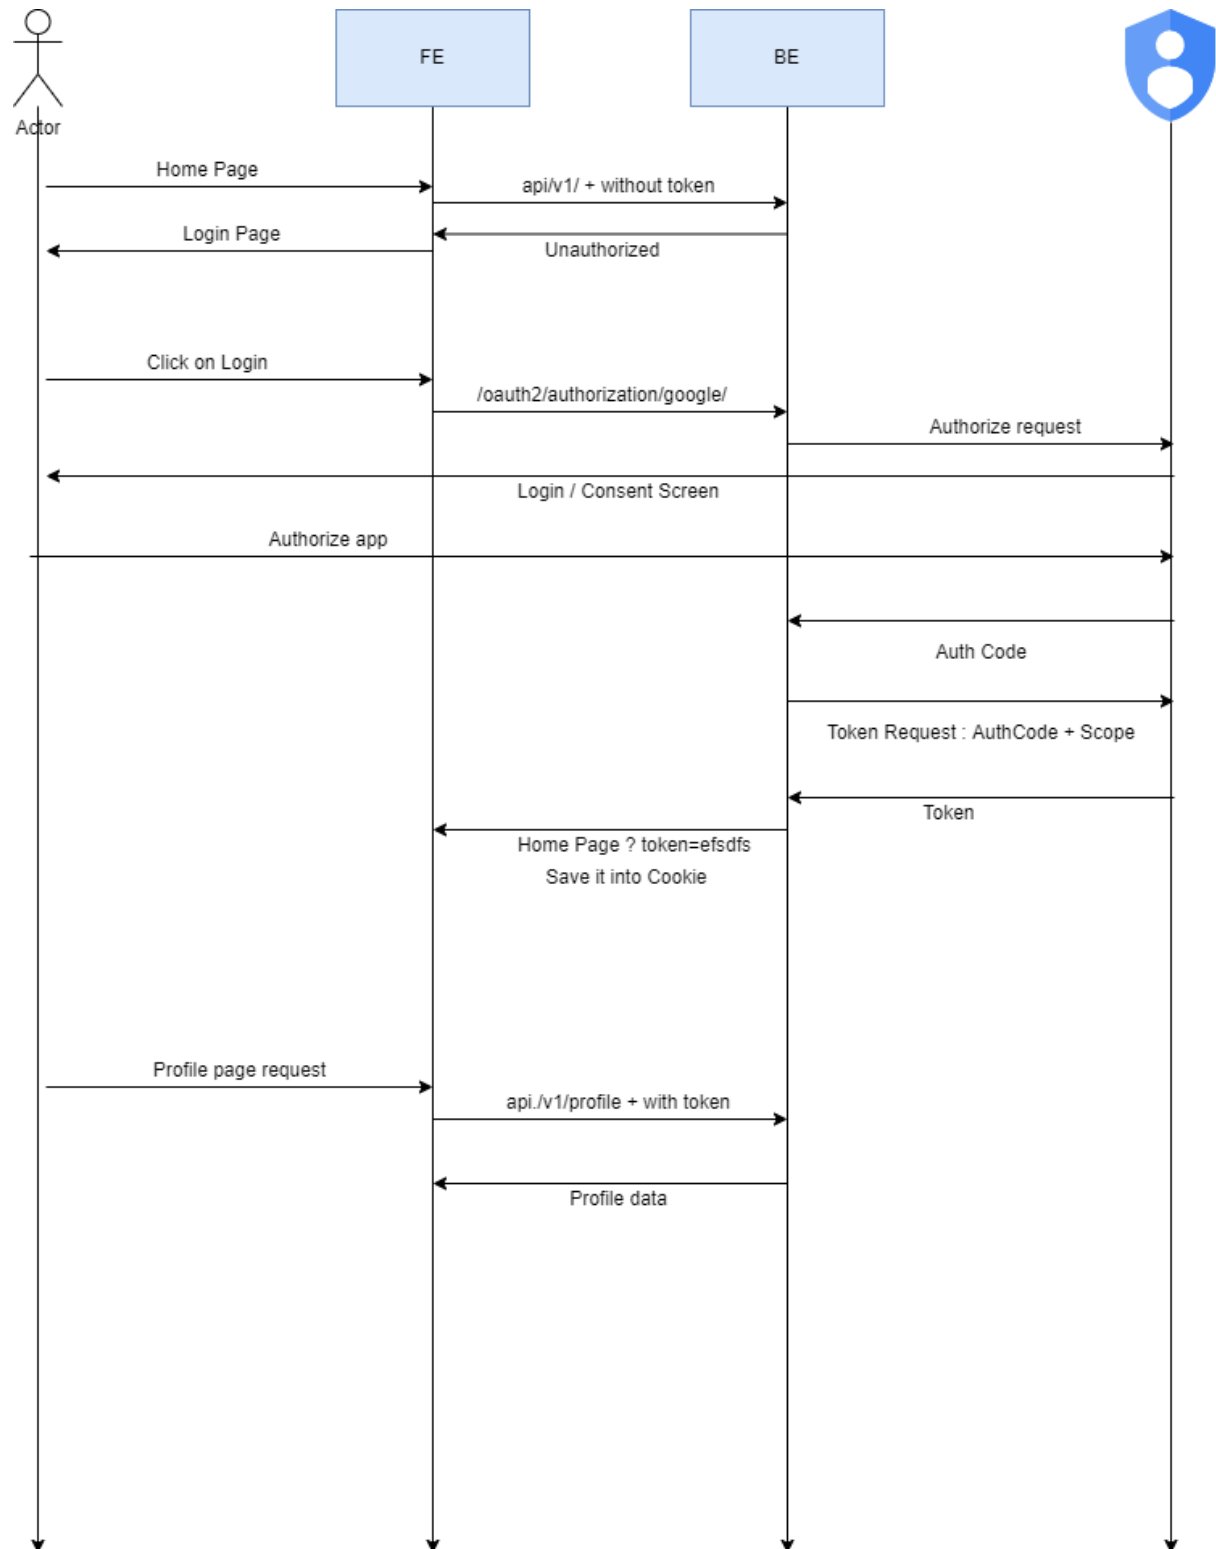 FE
BE
Actor
Home Page
api/v1/ + without token
Login Page
Unauthorized
Click on Login
/oauth2/authorization/google/
Authorize request
Login / Consent Screen
Authorize app
Auth Code
Token Request : AuthCode + Scope
Token
Home Page ? token=efsdfs
Save it into Cookie
Profile page request
api./v1/profile + with token
Profile data